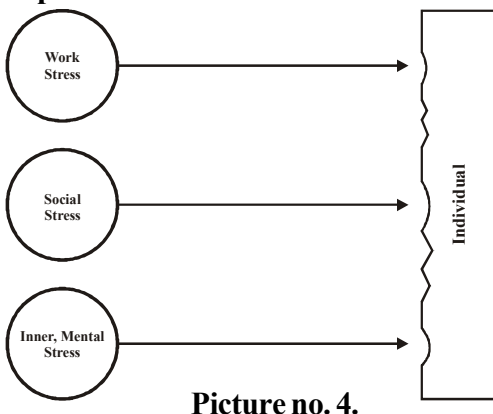 Work
Stress
Social
Stress
Inner, Mental
Stress
Individual
Picture no. 4.